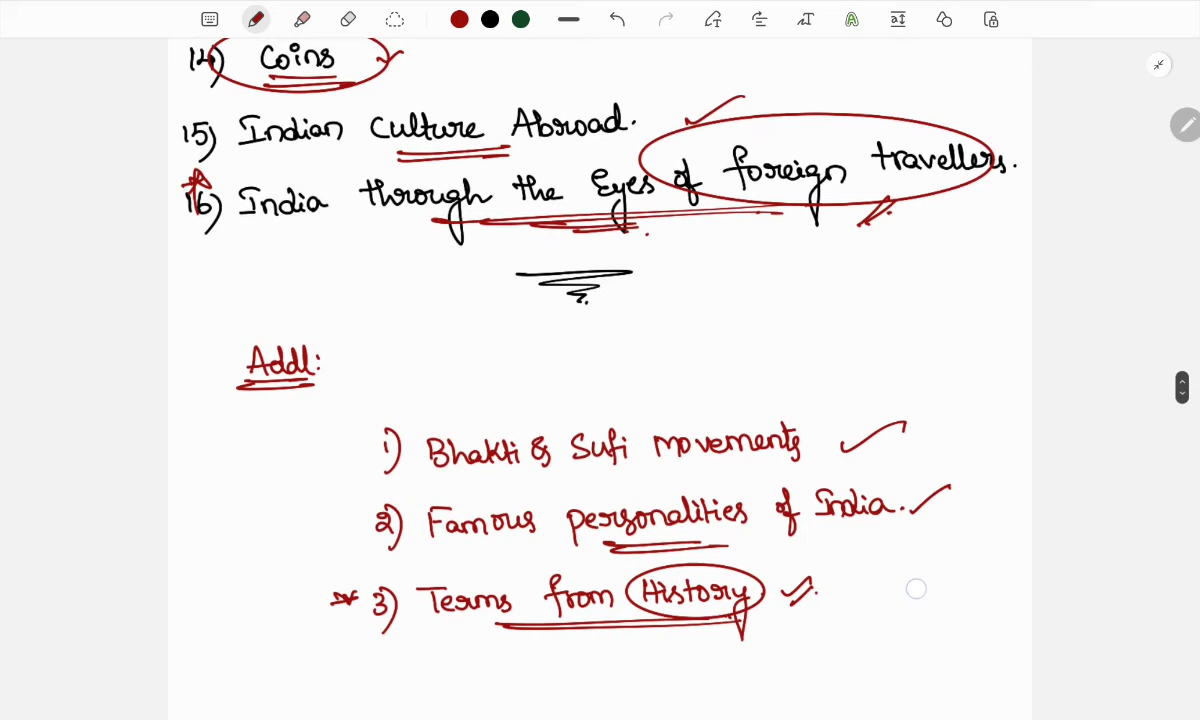 14) Coins
15) Indian Culture Abroad.
16) India through the Eyes of foreign travellers.
Addl:
1) Bhakti & Sufi Movements
2) Famous personalities of India.
3) Terms from History